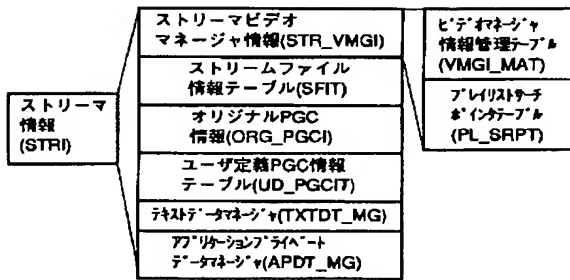 ストリーマ
情報
(STRI)
ストリーマビデオ
マネージャ情報(STR_VMGI)
ストリームファイル
情報テーブル(SFIT)
オリジナルPGC
情報(ORG_PGCI)
ユーザ定義PGC情報
テーブル(UD_PGCIT)
ﾃｷｽﾄﾃﾞｰﾀﾏﾈｰｼﾞｬ(TXTDT_MG)
ｱﾌﾟﾘｹｰｼｮﾝﾌﾟﾗｲﾍﾞｰﾄ
ﾃﾞｰﾀﾏﾈｰｼﾞｬ(APDT_MG)
ﾋﾞﾃﾞｵﾏﾈｰｼﾞｬ
情報管理ﾃｰﾌﾞﾙ
(VMGI_MAT)
ﾌﾟﾚｲﾘｽﾄｻｰﾁ
ﾎﾟｲﾝﾀﾃｰﾌﾞﾙ
(PL_SRPT)